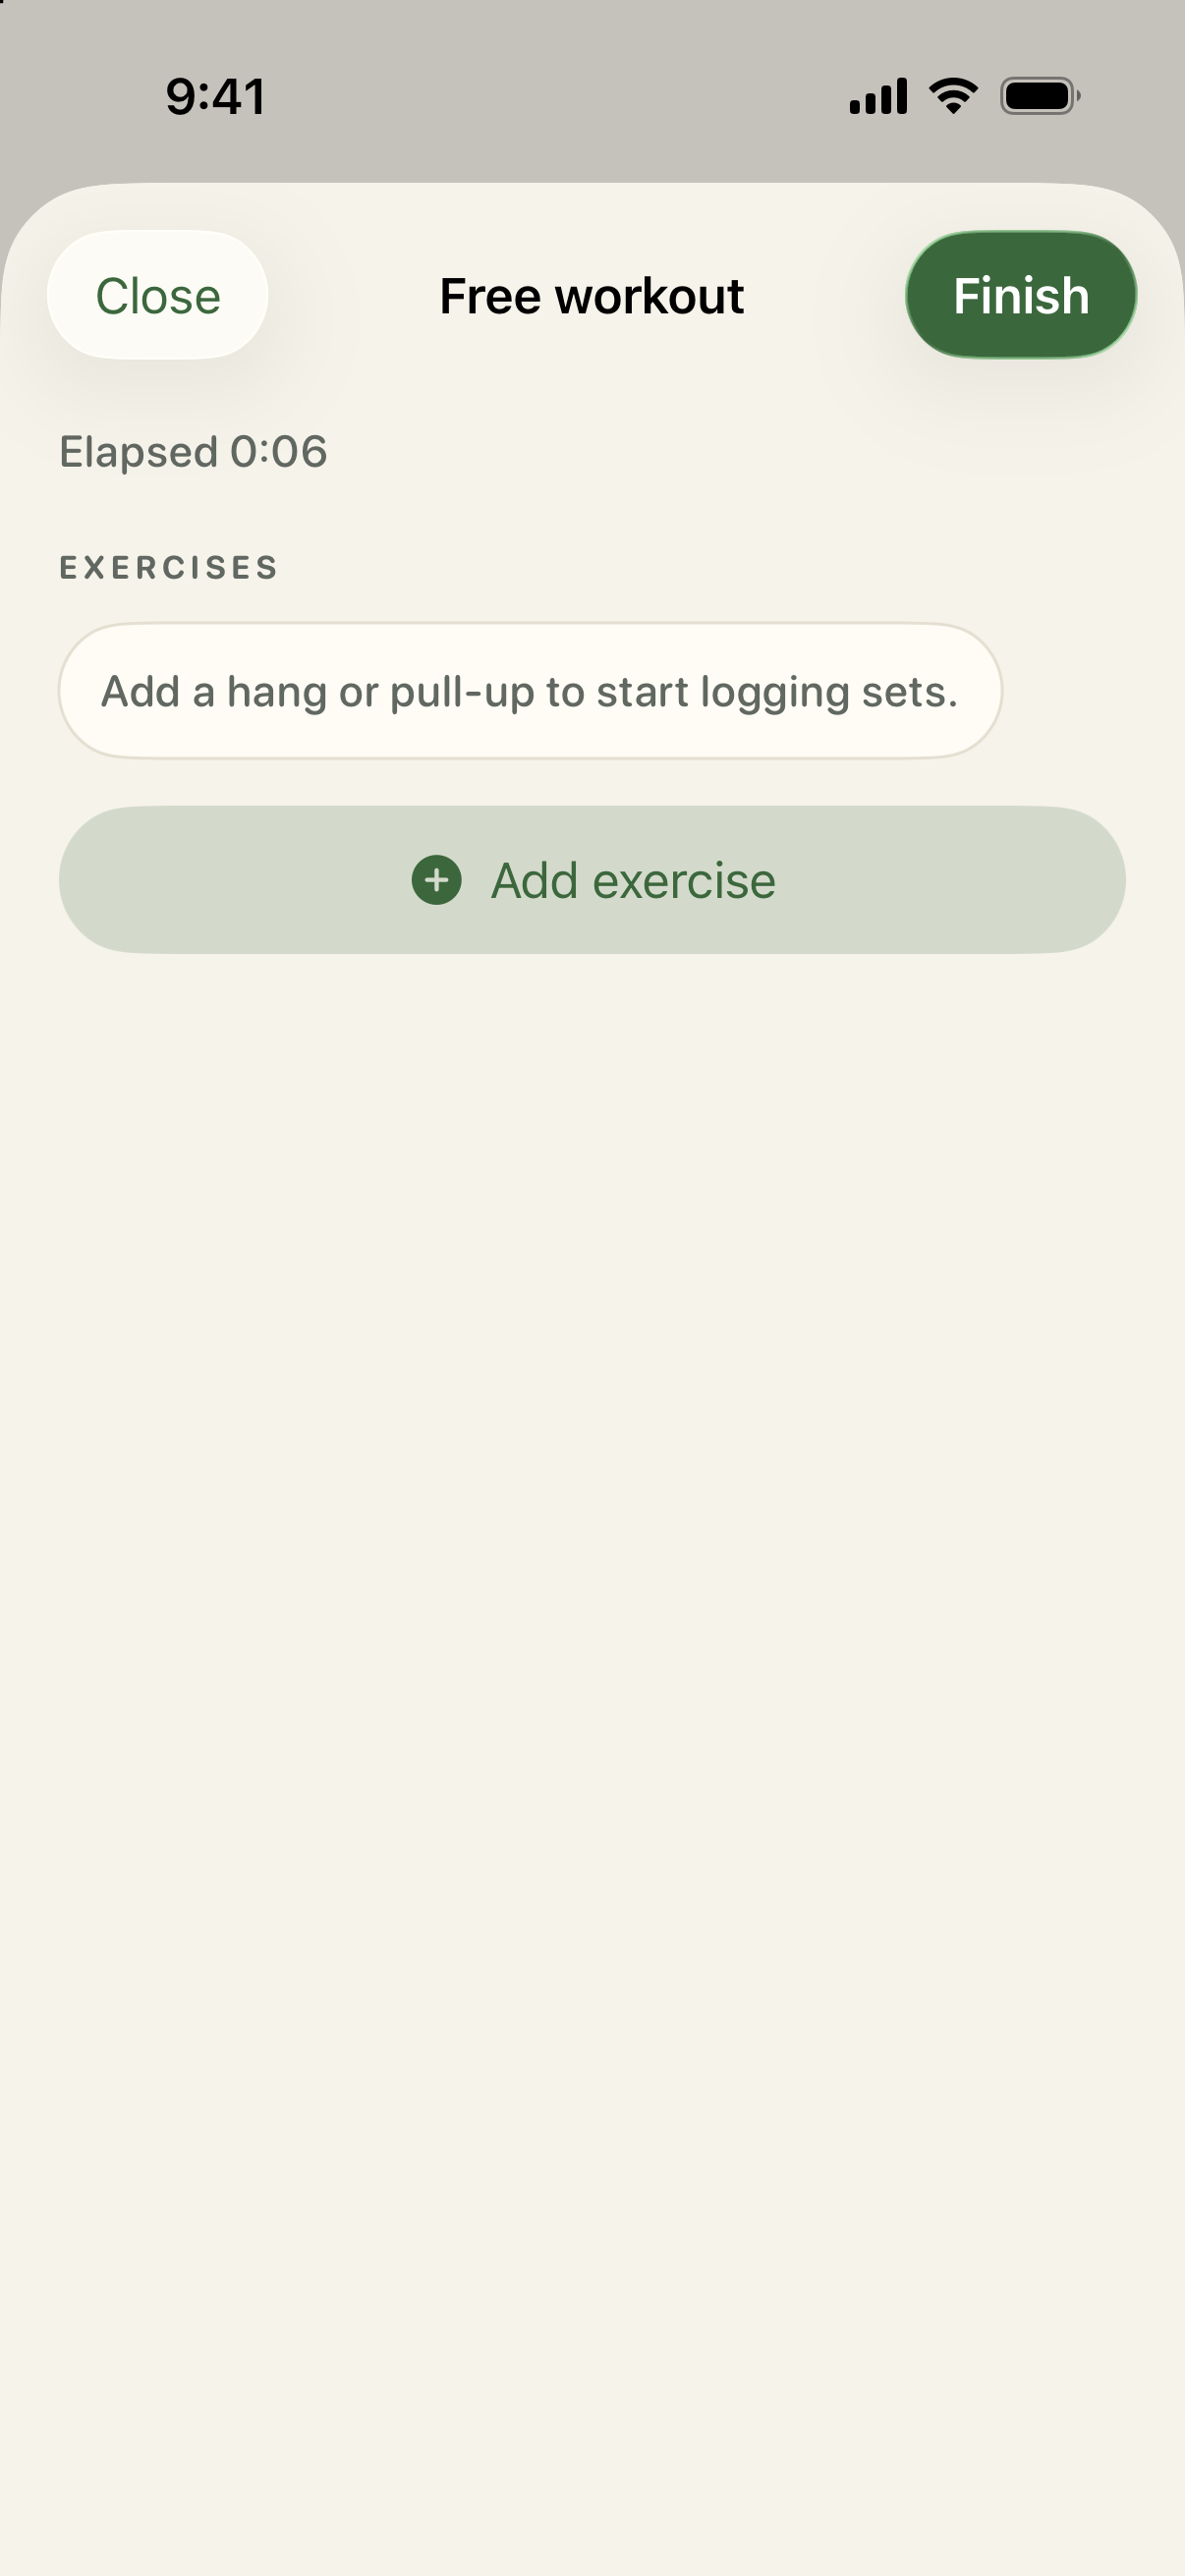 9:41
Close
Free workout
Finish
Elapsed 0:06
EXERCISES
Add a hang or pull-up to start logging sets.
Add exercise